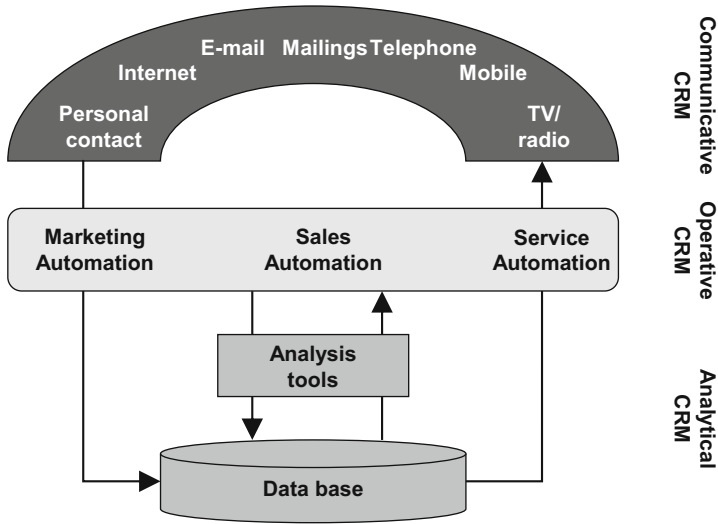 E-mail Mailings Telephone
Internet Mobile
Personal
contact
TV/
radio
Communicative
CRM
Marketing
Automation
Sales
Automation
Service
Automation
Operative
CRM
Analysis
tools
Analytical
CRM
Data base